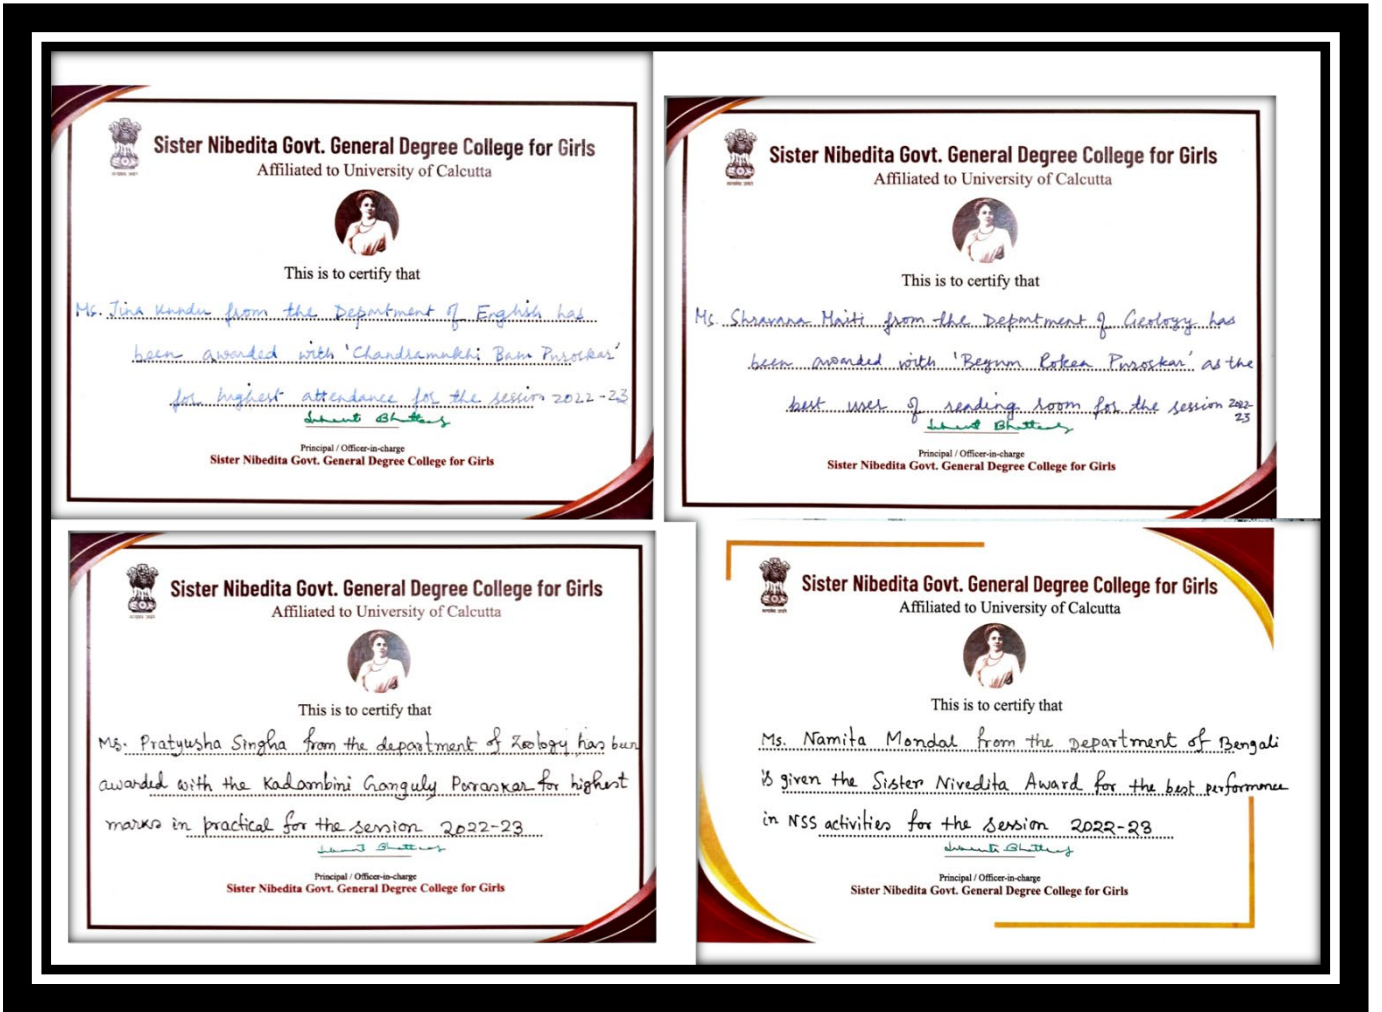 Sister Nibedita Govt. General Degree College for Girls
Affiliated to University of Calcutta
This is to certify that
Ms. Jina Kundu from the Department of English has
been awarded with 'Chandramukhi Basu Puroskar'
for highest attendance for the session 2022-23
Principal / Officer-in-charge
Sister Nibedita Govt. General Degree College for Girls
Sister Nibedita Govt. General Degree College for Girls
Affiliated to University of Calcutta
This is to certify that
Ms. Shravana Maiti from the Department of Geology has
been awarded with 'Begum Rokea Puroskar' as the
best user of reading room for the session 2022-
23
Principal / Officer-in-charge
Sister Nibedita Govt. General Degree College for Girls
Sister Nibedita Govt. General Degree College for Girls
Affiliated to University of Calcutta
This is to certify that
Ms. Pratyusha Singha from the department of Zoology has been
awarded with the Kadambini Ganguly Poraskar for highest
marks in practical for the session 2022-23
Principal / Officer-in-charge
Sister Nibedita Govt. General Degree College for Girls
Sister Nibedita Govt. General Degree College for Girls
Affiliated to University of Calcutta
This is to certify that
Ms. Namita Mondal from the Department of Bengali
is given the Sister Nivedita Award for the best performance
in NSS activities for the session 2022-23
Principal / Officer-in-charge
Sister Nibedita Govt. General Degree College for Girls